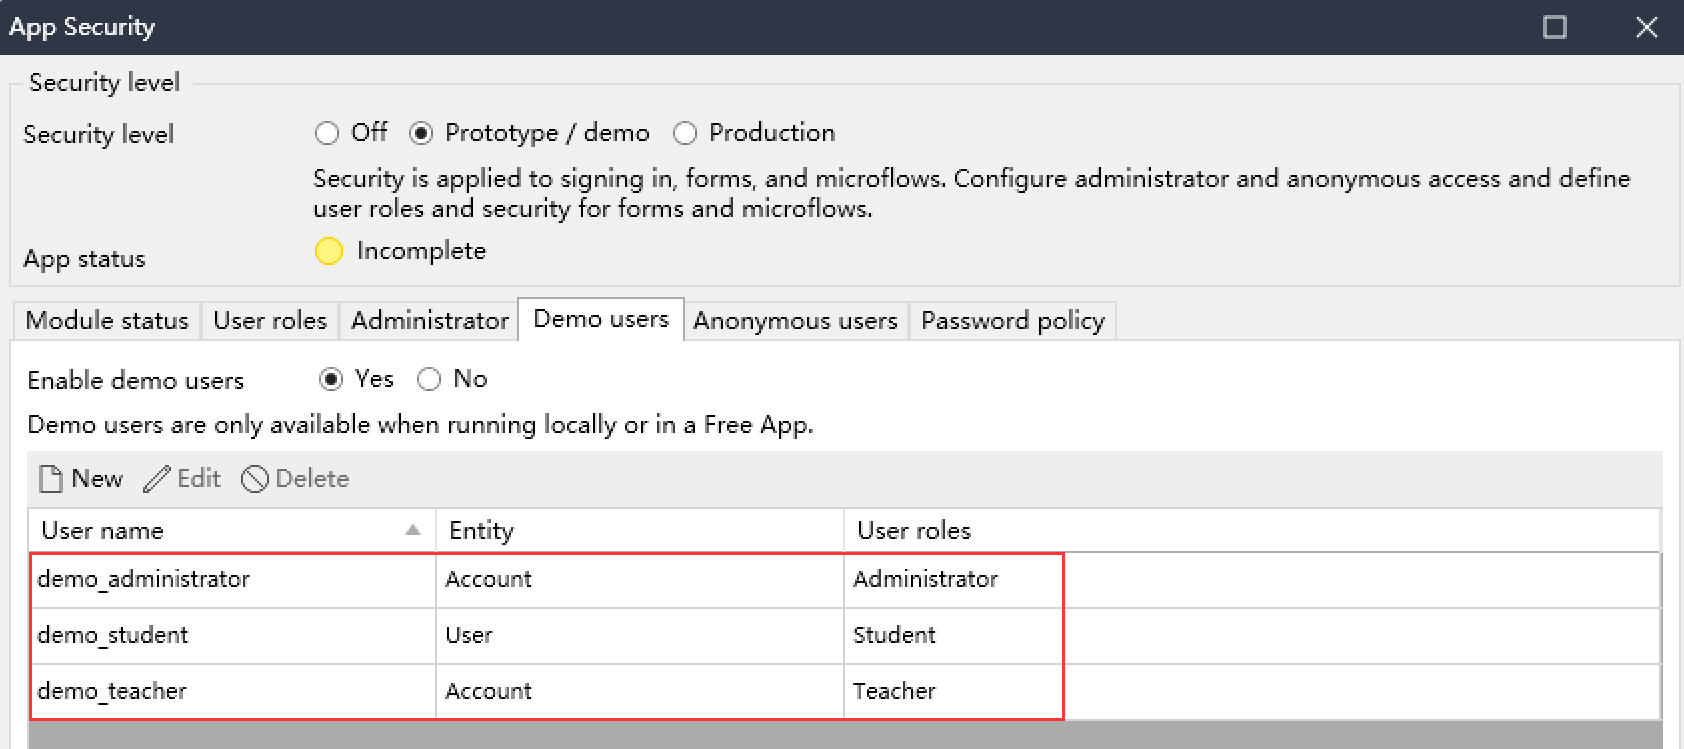 App Security
Security level
Security level Off Prototype / demo Production
Security is applied to signing in, forms, and microflows. Configure administrator and anonymous access and define
user roles and security for forms and microflows.
App status Incomplete
Module status User roles Administrator Demo users Anonymous users Password policy
Enable demo users Yes No
Demo users are only available when running locally or in a Free App.
New Edit Delete
User name Entity User roles
demo_administrator Account Administrator
demo_student User Student
demo_teacher Account Teacher